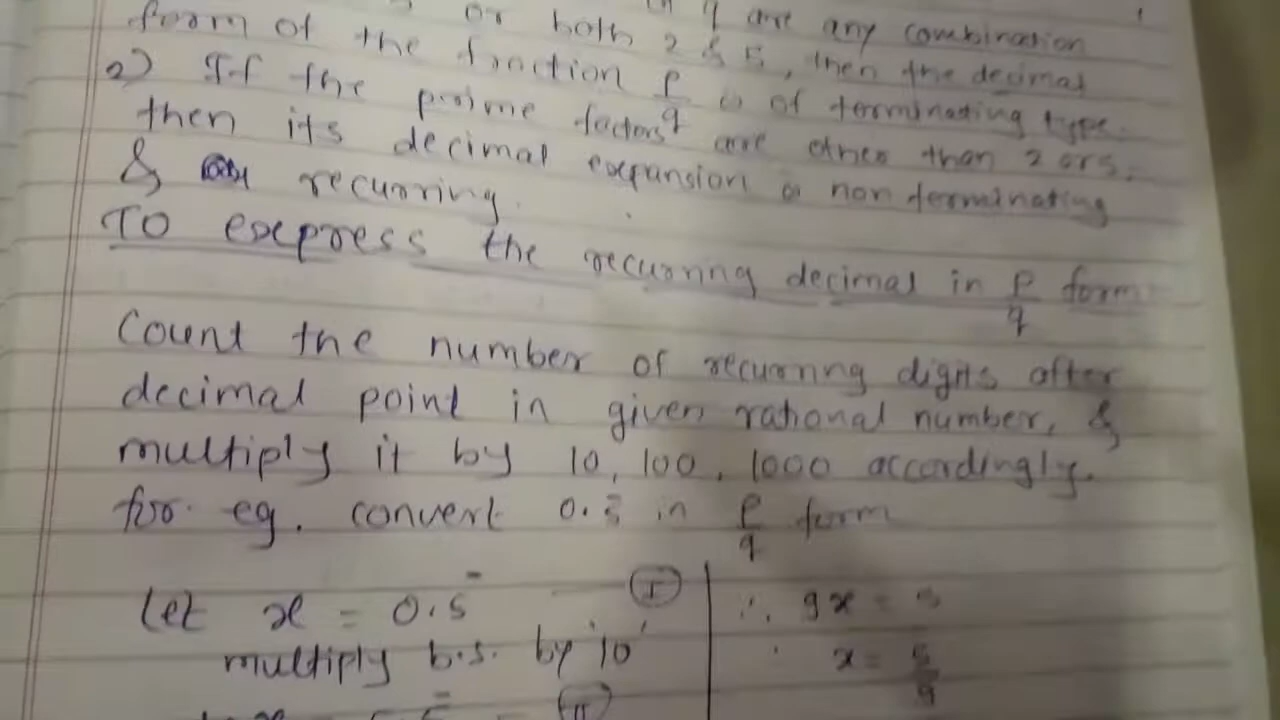 or both 2 & 5, then the decimal
q are any combination
form of the fraction p/q is of terminating type.
2) If the prime factors are other than 2 or 5.
then its decimal expansion is non terminating
& recurring.
TO express the recurring decimal in p/q form
Count the number of recurring digits after
decimal point in given rational number, &
multiply it by 10, 100, 1000 accordingly.
for eg. convert 0.5̅ in p/q form
Let x = 0.5̅ — (I)
multiply b.s. by '10'
(II)
∴ 9x = 5
∴ x = 5/9